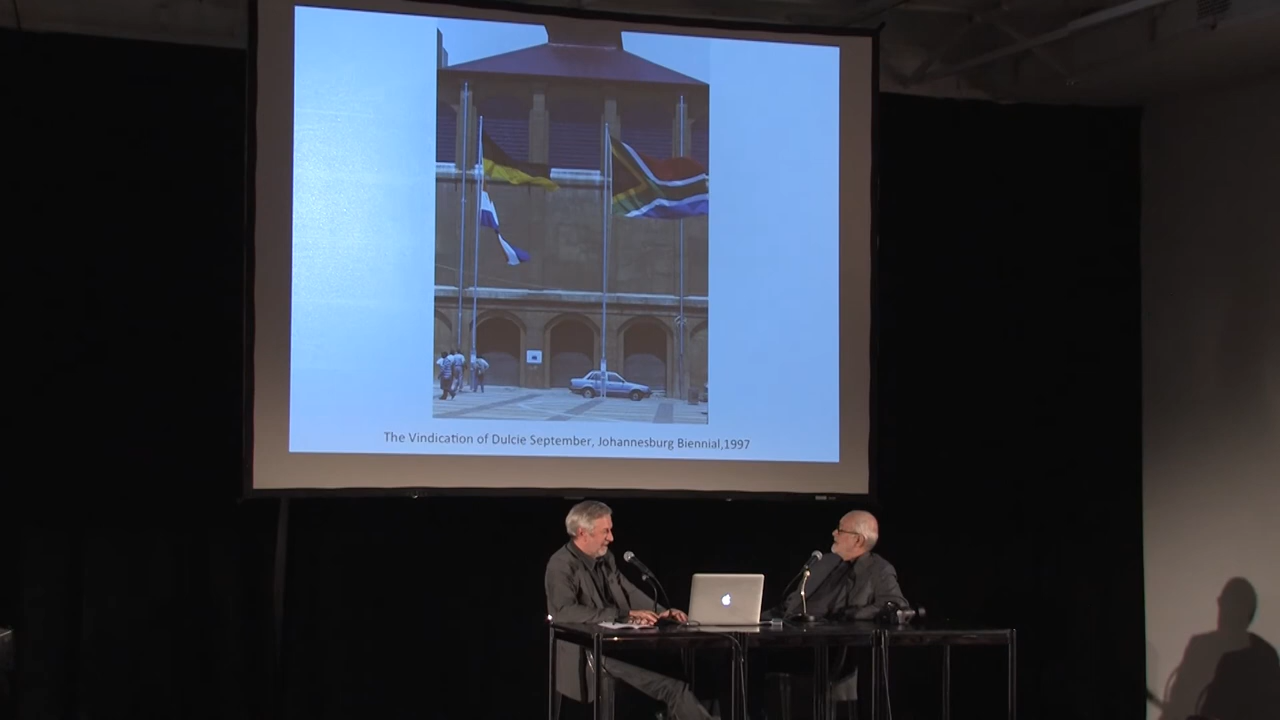 The Vindication of Dulcie September, Johannesburg Biennial,1997